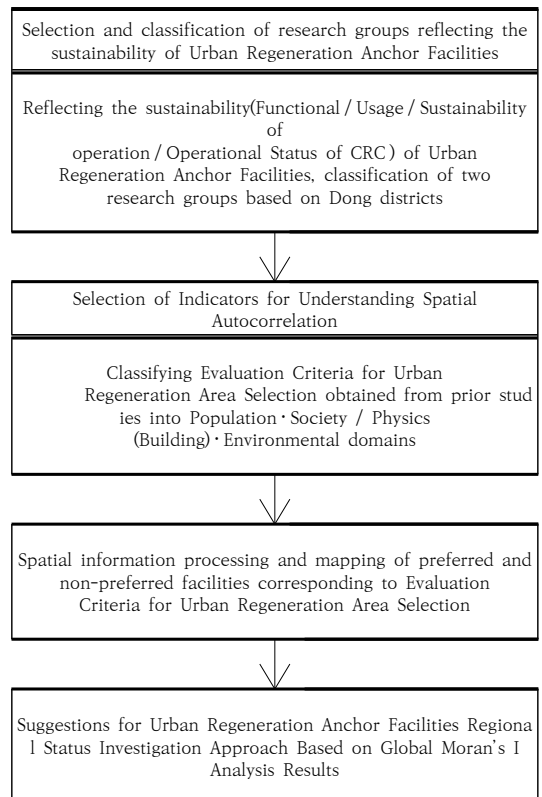 Selection and classification of research groups reflecting the
sustainability of Urban Regeneration Anchor Facilities
Reflecting the sustainability(Functional / Usage / Sustainability
of
operation / Operational Status of CRC) of Urban
Regeneration Anchor Facilities, classification of two
research groups based on Dong districts
Selection of Indicators for Understanding Spatial
Autocorrelation
Classifying Evaluation Criteria for Urban
Regeneration Area Selection obtained from prior stud
ies into Population·Society / Physics
(Building)·Environmental domains
Spatial information processing and mapping of preferred and
non-preferred facilities corresponding to Evaluation
Criteria for Urban Regeneration Area Selection
Suggestions for Urban Regeneration Anchor Facilities Regiona
l Status Investigation Approach Based on Global Moran's I
Analysis Results